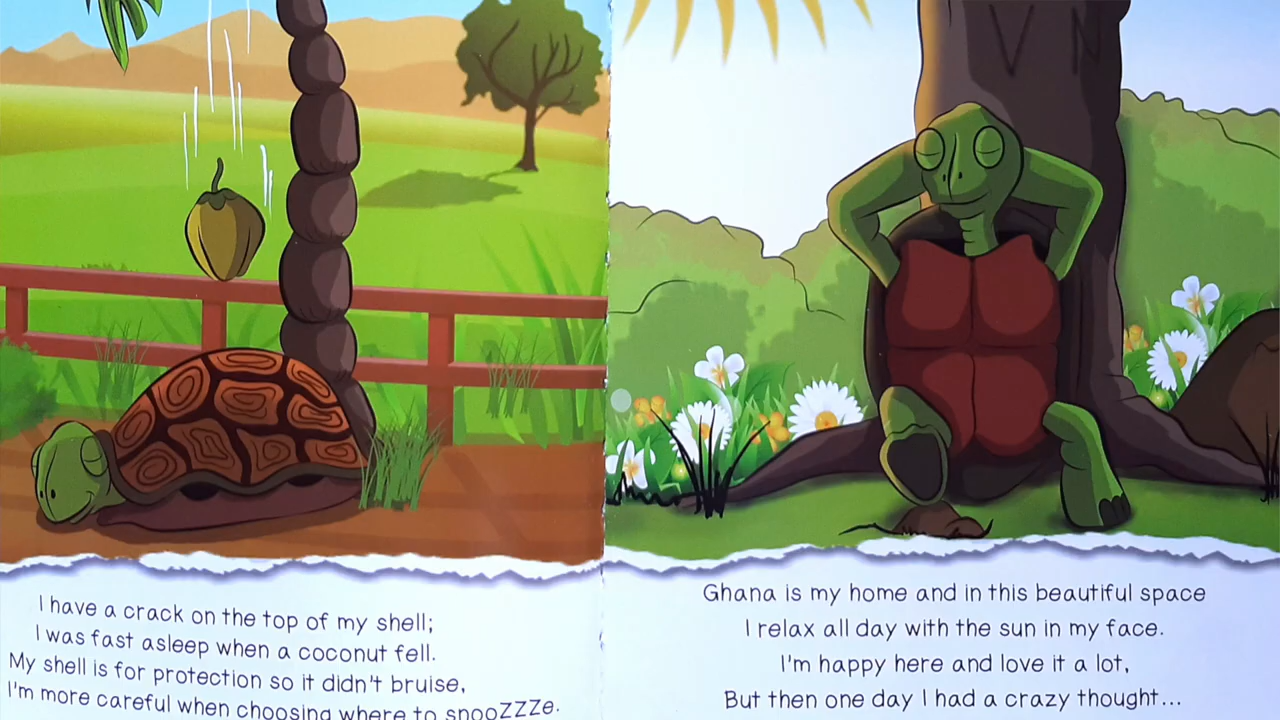 I have a crack on the top of my shell;
I was fast asleep when a coconut fell.
My shell is for protection so it didn't bruise,
I'm more careful when choosing where to snooZZZe.
V N
Ghana is my home and in this beautiful space
I relax all day with the sun in my face.
I'm happy here and love it a lot,
But then one day I had a crazy thought...